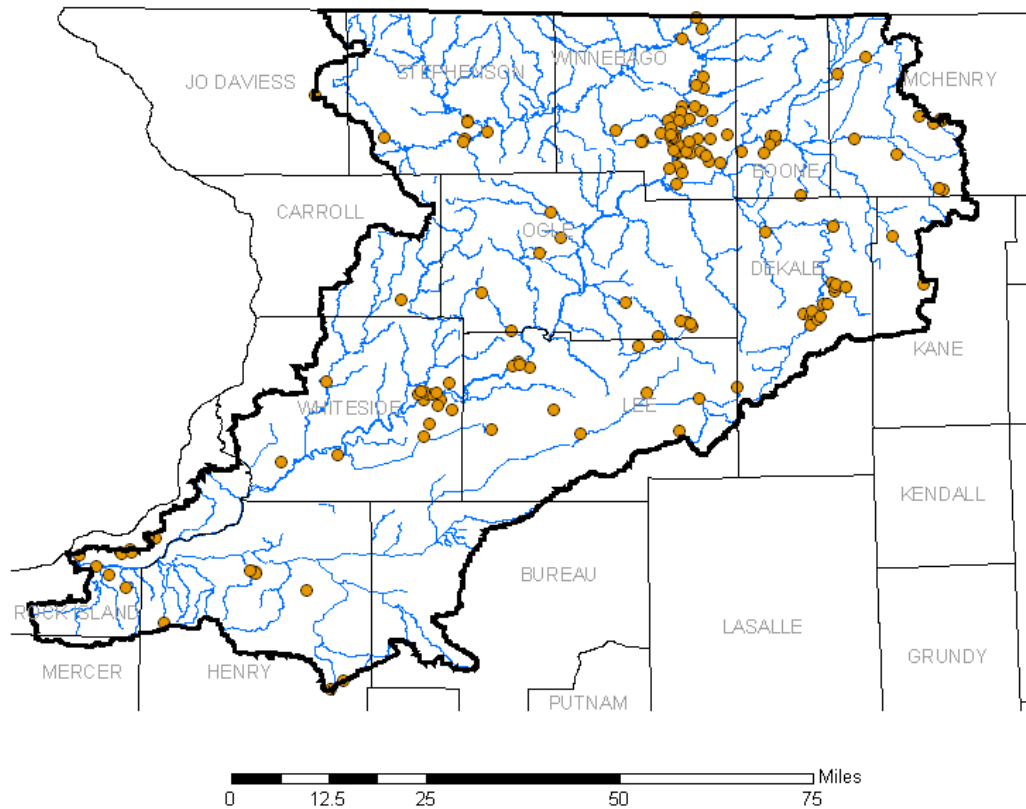 WINNEBAGO
STEPHENSON
JO DAVIESS
MCHENRY
BOONE
CARROLL
OGLE
DEKALB
KANE
WHITESIDE
LEE
KENDALL
BUREAU
ROCK ISLAND
LASALLE
GRUNDY
MERCER
HENRY
PUTNAM
Miles
0 12.5 25 50 75